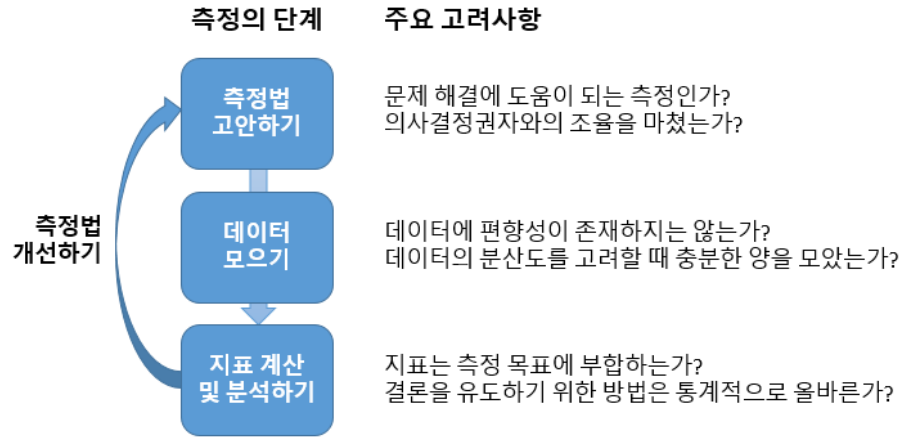 측정의 단계
주요 고려사항
측정법
고안하기
문제 해결에 도움이 되는 측정인가?
의사결정권자와의 조율을 마쳤는가?
측정법
개선하기
데이터
모으기
데이터에 편향성이 존재하지는 않는가?
데이터의 분산도를 고려할 때 충분한 양을 모았는가?
지표 계산
및 분석하기
지표는 측정 목표에 부합하는가?
결론을 유도하기 위한 방법은 통계적으로 올바른가?